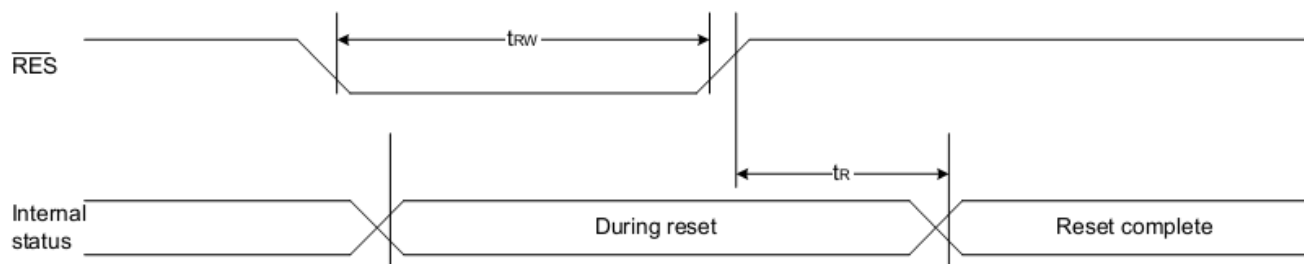 tRW
RES
tR
Internal
status
During reset
Reset complete